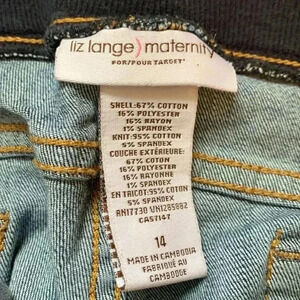 liz lange) maternity
FOR/POUR TARGET®
SHELL:67% COTTON
16% POLYESTER
16% RAYON
1% SPANDEX
KNIT:95% COTTON
5% SPANDEX
COUCHE EXTÉRIEURE:
67% COTON
16% POLYESTER
16% RAYONNE
1% SPANDEX
EN TRICOT:95% COTON
5% SPANDEX
RN17730 VN1285882
CA57147
14
MADE IN CAMBODIA
FABRIQUÉ AU
CAMBODGE